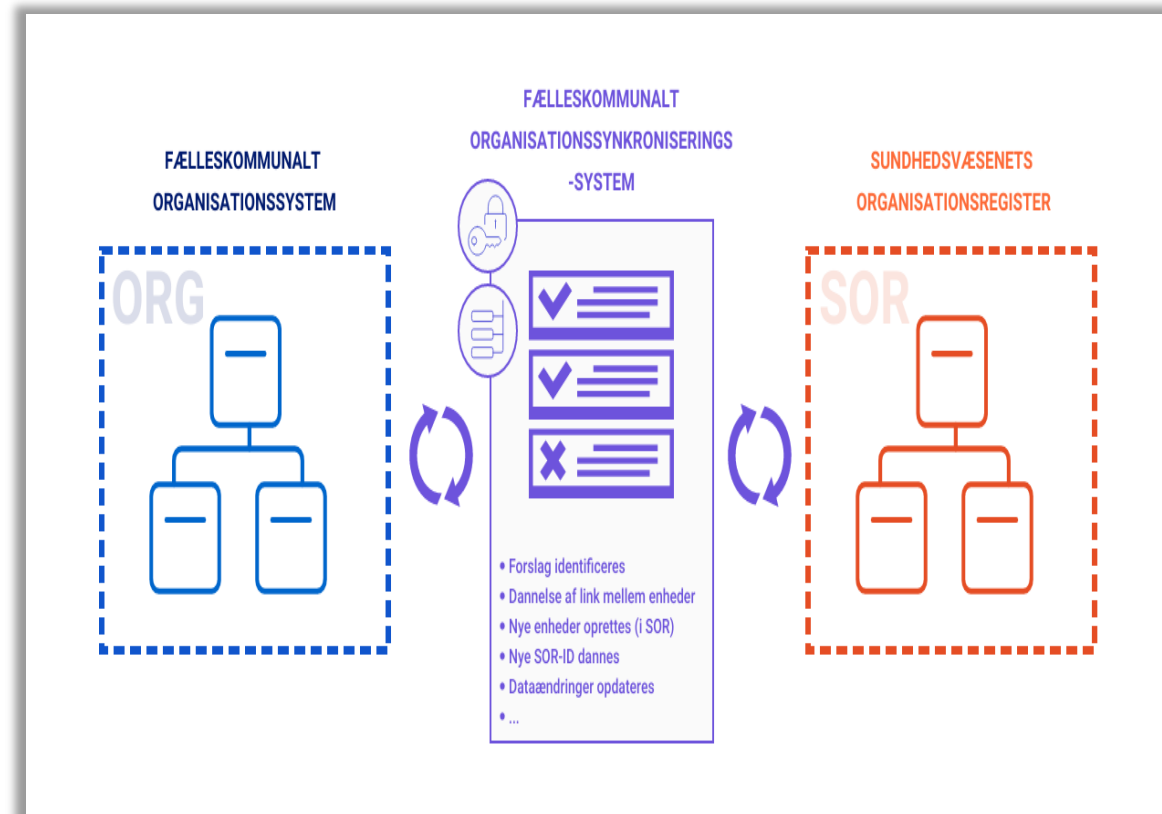 FÆLLESKOMMUNALT
ORGANISATIONSSYSTEM
ORG
FÆLLESKOMMUNALT
ORGANISATIONSSYNKRONISERINGS
-SYSTEM
• Forslag identificeres
• Dannelse af link mellem enheder
• Nye enheder oprettes (i SOR)
• Nye SOR-ID dannes
• Dataændringer opdateres
• ...
SUNDHEDSVÆSENETS
ORGANISATIONSREGISTER
SOR